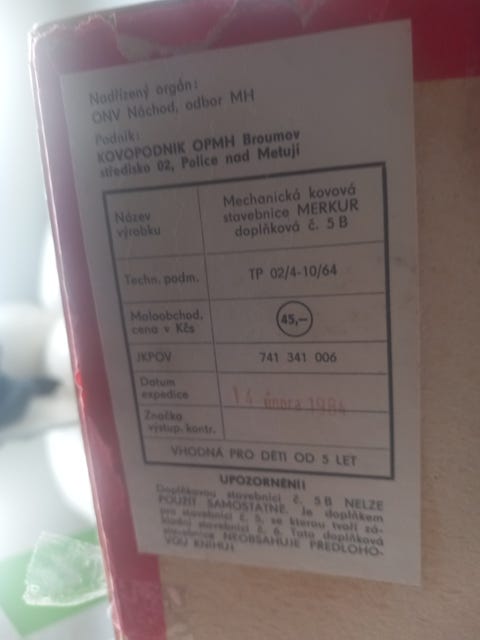 Nadřízený orgán:
ONV Náchod, odbor MH
Podnik:
KOVOPODNIK OPMH Broumov
středisko 02, Police nad Metují
Název
výrobku
Mechanická kovová
stavebnice MERKUR
doplňková č. 5 B
Techn. podm.
TP 02/4-10/64
Maloobchod.
cena v Kčs
45,—
JKPOV
741 341 006
Datum
expedice
14 února 1984
Značka
výstup. kontr.
VHODNÁ PRO DĚTI OD 5 LET
UPOZORNĚNÍ!
Doplňkovou stavebnici č. 5 B NELZE
POUŽÍT SAMOSTATNĚ. Je doplňkem
pro stavebnici č. 5, se kterou tvoří zá-
kladní stavebnici č. 6. Tato doplňková
stavebnice NEOBSAHUJE PŘEDLOHO-
VOU KNIHU!